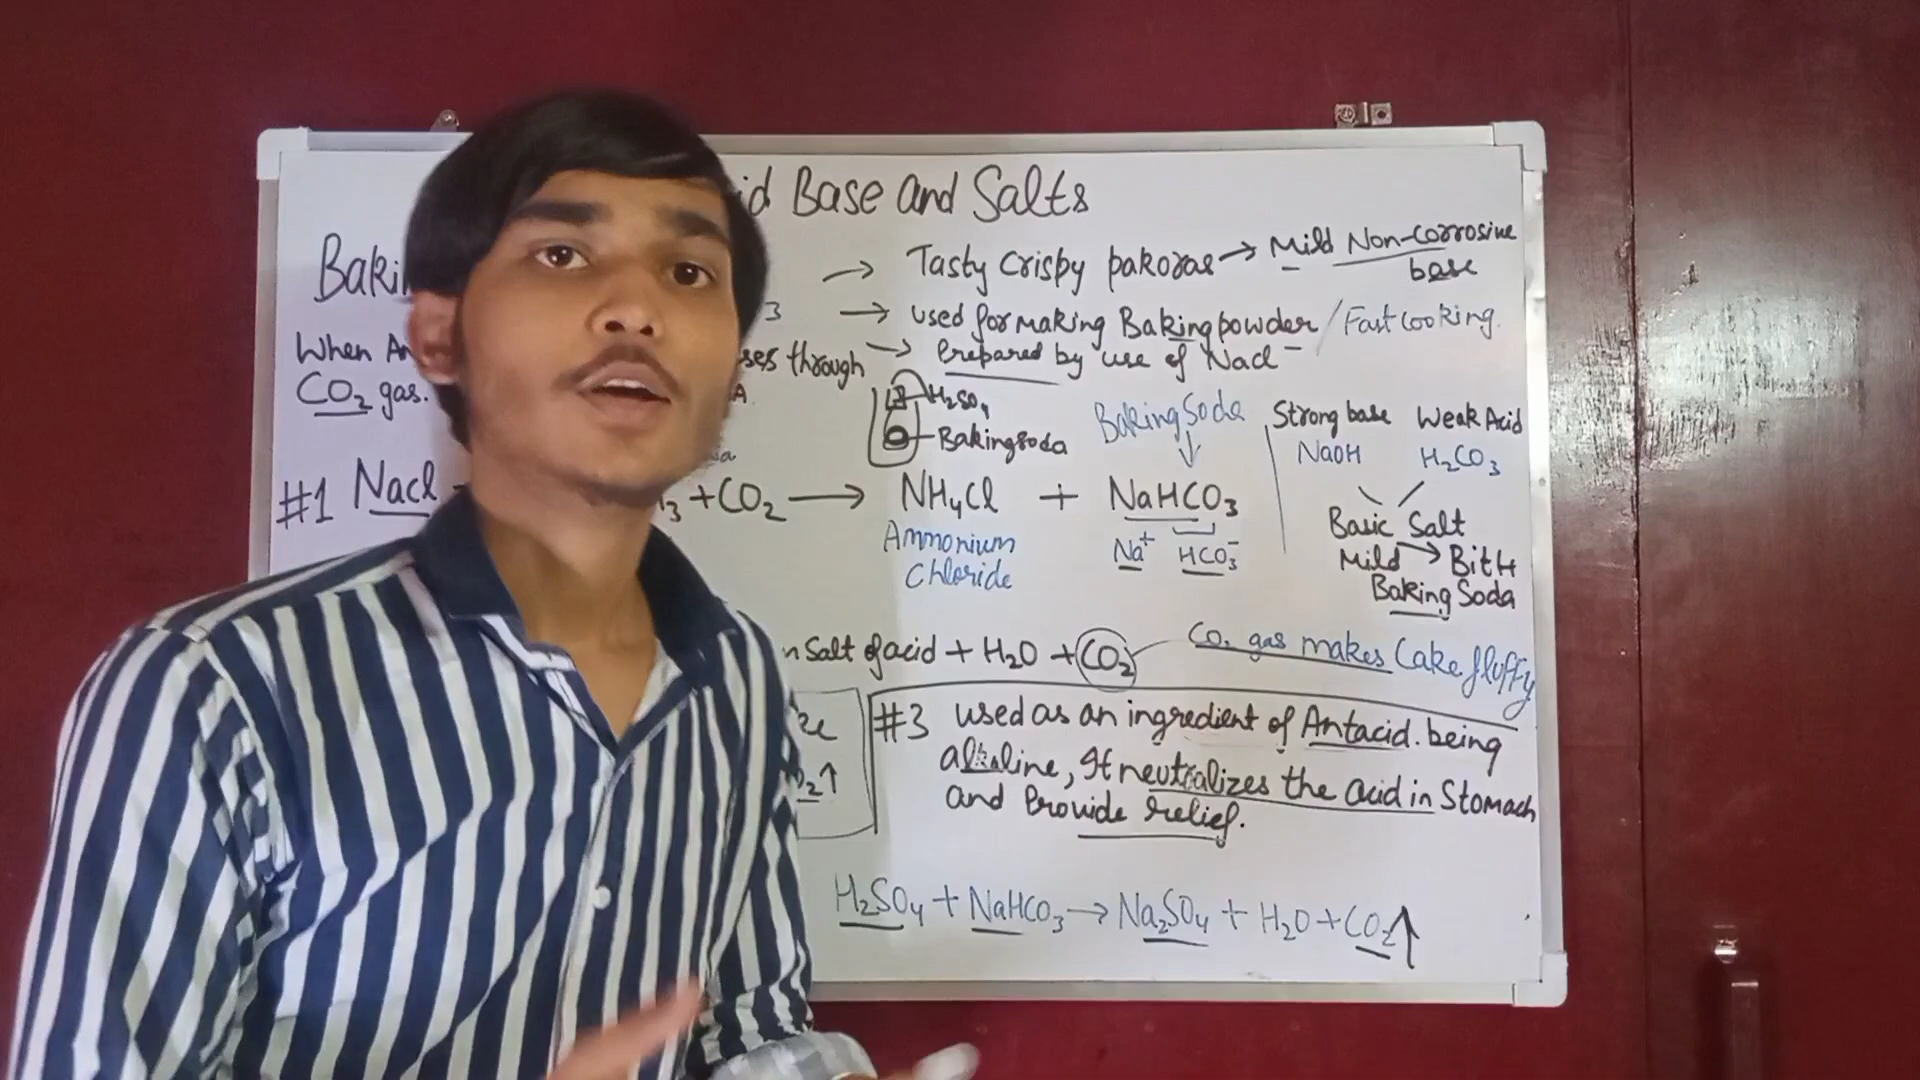 id Base and Salts
Baki
→ Tasty Crispy pakoras → Mild Non-Corrosive
base
3 → used for making Baking powder / Fast cooking.
When
ses through → Prepared by use of Nacl
CO2 gas.
H2SO4
Bakingsoda
Baking Soda
Strong base Weak Acid
NaOH H2CO3
#1 Nacl
3 + CO2 → NH4Cl + NaHCO3
Ammonium
Chloride
Na+ HCO3-
Basic Salt
Mild → Bitt
Baking Soda
n Salt of acid + H2O + CO2
CO2 gas makes Cake fluffy
2↑
#3 used as an ingredient of Antacid. being
alkaline, It neutralizes the acid in Stomach
and Provide relief.
H2SO4 + NaHCO3 → Na2SO4 + H2O + CO2↑